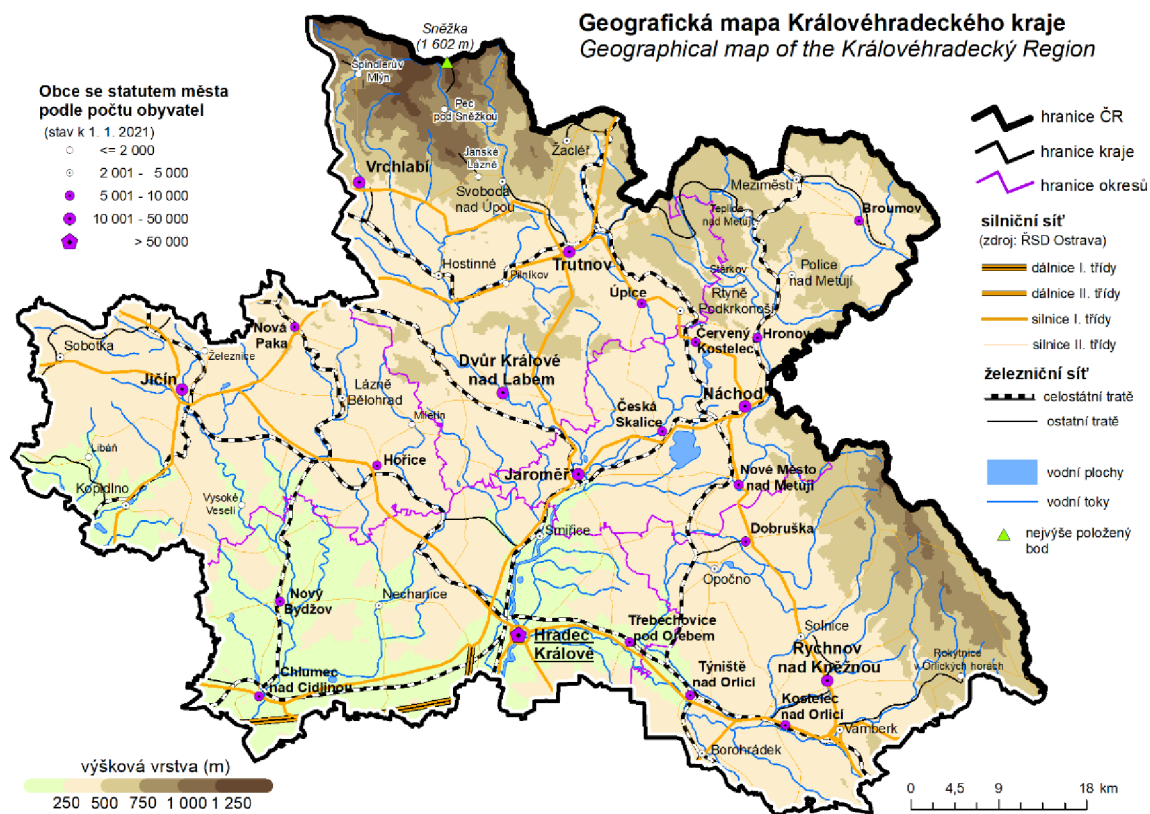 Geografická mapa Královéhradeckého kraje
Geographical map of the Královéhradecký Region
Obce se statutem města
podle počtu obyvatel
(stav k 1. 1. 2021)
<= 2 000
2 001 - 5 000
5 001 - 10 000
10 001 - 50 000
> 50 000
hranice ČR
hranice kraje
hranice okresů
silniční síť
(zdroj: ŘSD Ostrava)
dálnice I. třídy
dálnice II. třídy
silnice I. třídy
silnice II. třídy
železniční síť
celostátní tratě
ostatní tratě
vodní plochy
vodní toky
nejvýše položený
bod
Sněžka
(1 602 m)
Špindlerův
Mlýn
Pec
pod Sněžkou
Janské
Lázně
Žacléř
Vrchlabí
Svoboda
nad Úpou
Meziměstí
Teplice
nad Metují
Broumov
Hostinné
Pilníkov
Trutnov
Stárkov
Police
nad Metují
Úpice
Rtyně
v Podkrkonoší
Nová
Paka
Červený
Kostelec
Hronov
Sobotka
Železnice
Jičín
Lázně
Bělohrad
Dvůr Králové
nad Labem
Náchod
Miletín
Česká
Skalice
Libáň
Hořice
Jaroměř
Kopidlno
Vysoké
Veselí
Nové Město
nad Metují
Smiřice
Dobruška
Opočno
Nový
Bydžov
Nechanice
Hradec
Králové
Třebechovice
pod Orebem
Solnice
Rychnov
nad Kněžnou
Rokytnice
v Orlických horách
Chlumec
nad Cidlinou
Týniště
nad Orlicí
Kostelec
nad Orlicí
Vamberk
Borohrádek
výšková vrstva (m)
250 500 750 1 000 1 250
0 4,5 9 18 km